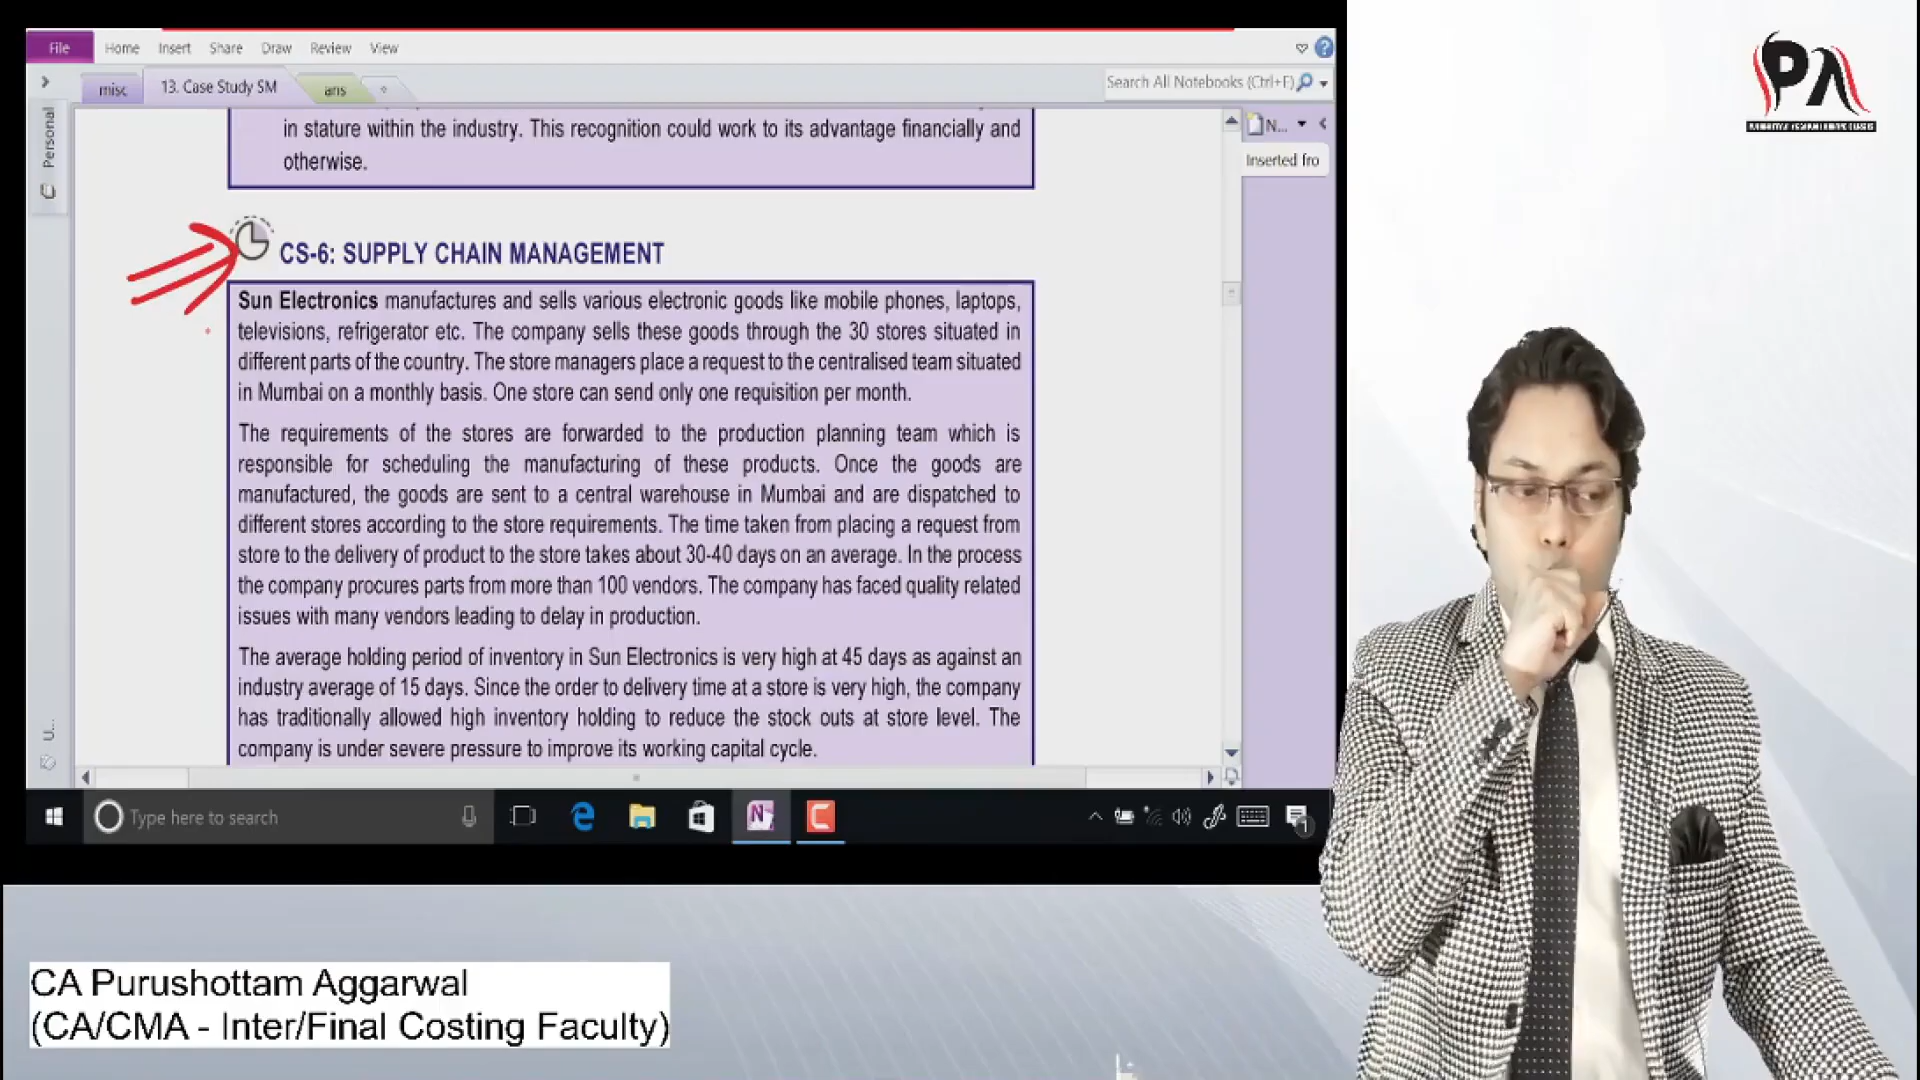 File Home Insert Share Draw Review View
misc 13. Case Study SM ans
Search All Notebooks (Ctrl+F)
Personal
N...
Inserted fro
in stature within the industry. This recognition could work to its advantage financially and
otherwise.
CS-6: SUPPLY CHAIN MANAGEMENT
Sun Electronics manufactures and sells various electronic goods like mobile phones, laptops,
televisions, refrigerator etc. The company sells these goods through the 30 stores situated in
different parts of the country. The store managers place a request to the centralised team situated
in Mumbai on a monthly basis. One store can send only one requisition per month.
The requirements of the stores are forwarded to the production planning team which is
responsible for scheduling the manufacturing of these products. Once the goods are
manufactured, the goods are sent to a central warehouse in Mumbai and are dispatched to
different stores according to the store requirements. The time taken from placing a request from
store to the delivery of product to the store takes about 30-40 days on an average. In the process
the company procures parts from more than 100 vendors. The company has faced quality related
issues with many vendors leading to delay in production.
The average holding period of inventory in Sun Electronics is very high at 45 days as against an
industry average of 15 days. Since the order to delivery time at a store is very high, the company
has traditionally allowed high inventory holding to reduce the stock outs at store level. The
company is under severe pressure to improve its working capital cycle.
U...
Type here to search
1
PA
CA Purushottam Aggarwal
(CA/CMA - Inter/Final Costing Faculty)